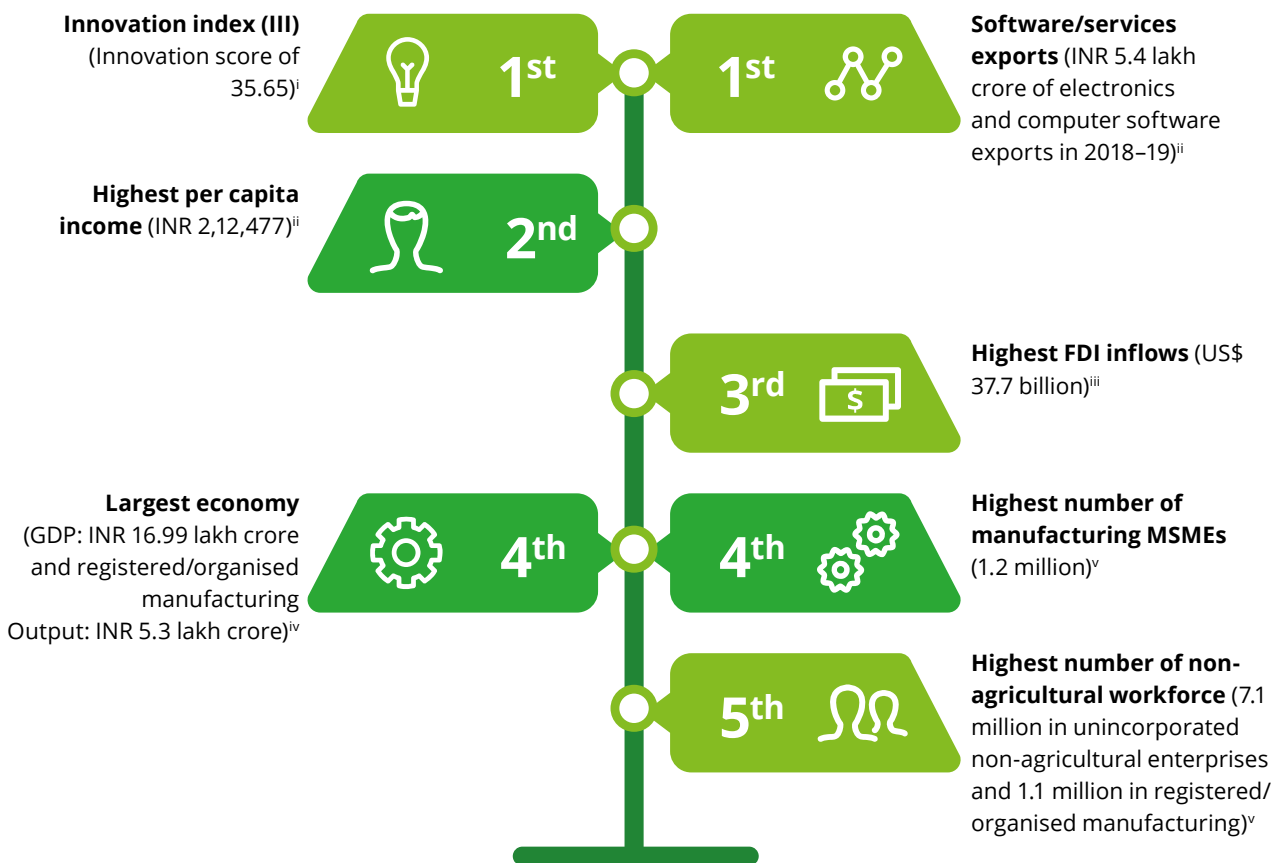 Innovation index (III)
(Innovation score of
35.65)ⁱ
1st
1st
Software/services
exports (INR 5.4 lakh
crore of electronics
and computer software
exports in 2018–19)ⁱⁱ
Highest per capita
income (INR 2,12,477)ⁱⁱ
2nd
3rd
$
Highest FDI inflows (US$
37.7 billion)ⁱⁱⁱ
Largest economy
(GDP: INR 16.99 lakh crore
and registered/organised
manufacturing
Output: INR 5.3 lakh crore)ⁱᵛ
4th
4th
Highest number of
manufacturing MSMEs
(1.2 million)ᵛ
5th
Highest number of non-
agricultural workforce (7.1
million in unincorporated
non-agricultural enterprises
and 1.1 million in registered/
organised manufacturing)ᵛ